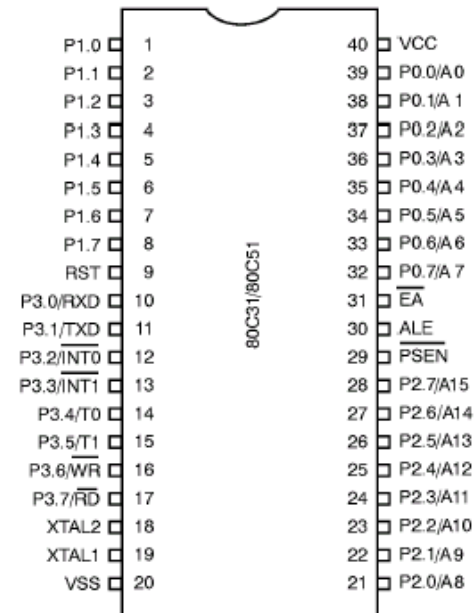 P1.0 1 40 VCC
P1.1 2 39 P0.0/A0
P1.2 3 38 P0.1/A1
P1.3 4 37 P0.2/A2
P1.4 5 36 P0.3/A3
P1.5 6 35 P0.4/A4
P1.6 7 34 P0.5/A5
P1.7 8 33 P0.6/A6
RST 9 32 P0.7/A7
P3.0/RXD 10 31 E̅A̅
P3.1/TXD 11 30 ALE
P3.2/I̅N̅T̅0̅ 12 29 P̅S̅E̅N̅
P3.3/I̅N̅T̅1̅ 13 28 P2.7/A15
P3.4/T0 14 27 P2.6/A14
P3.5/T1 15 26 P2.5/A13
P3.6/W̅R̅ 16 25 P2.4/A12
P3.7/R̅D̅ 17 24 P2.3/A11
XTAL2 18 23 P2.2/A10
XTAL1 19 22 P2.1/A9
VSS 20 21 P2.0/A8
80C31/80C51